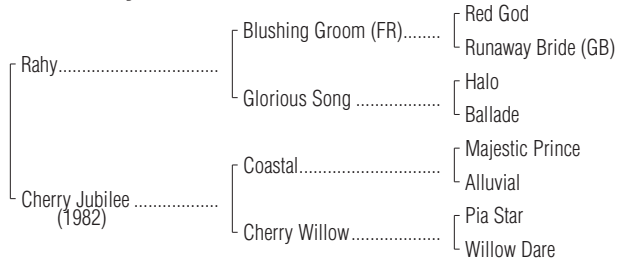 Red God
Blushing Groom (FR)........
Runaway Bride (GB)
Rahy................................
Halo
Glorious Song .................
Ballade
Majestic Prince
Coastal............................
Alluvial
Cherry Jubilee .................
(1982)
Pia Star
Cherry Willow..................
Willow Dare